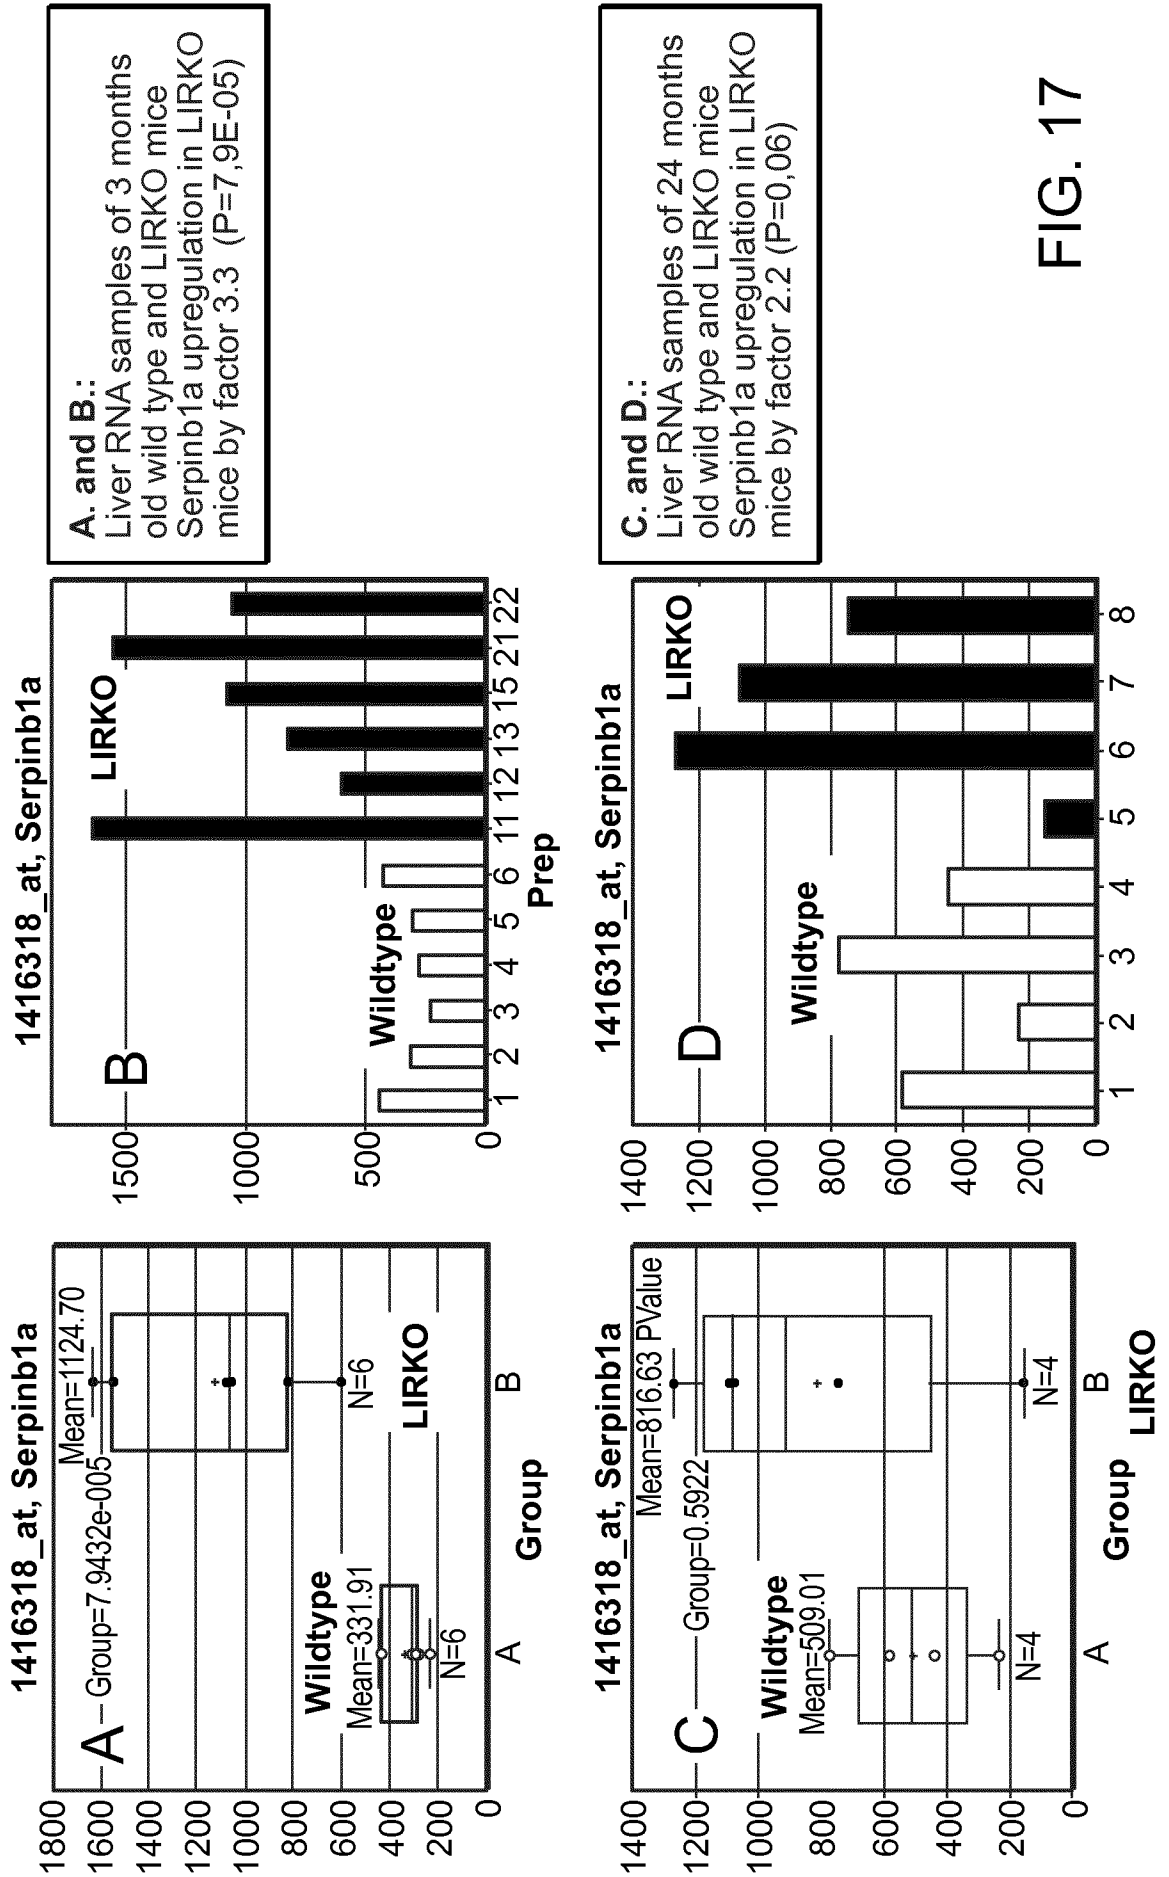 1416318_at, Serpinb1a
A
Group=7.9432e-005
Mean=1124.70
1800
1600
1400
1200
1000
800
600
400
200
0
Wildtype
Mean=331.91
N=6
N=6
LIRKO
A
B
Group
1416318_at, Serpinb1a
B
1500
1000
500
0
Wildtype
LIRKO
1 2 3 4 5 6 11 12 13 15 21 22
Prep
A. and B.:
Liver RNA samples of 3 months
old wild type and LIRKO mice
Serpinb1a upregulation in LIRKO
mice by factor 3.3 (P=7,9E-05)
1416318_at, Serpinb1a
C
Mean=816.63 PValue
Group=0.5922
1400
1200
1000
800
600
400
200
0
Wildtype
Mean=509.01
N=4
N=4
A
B
Group
LIRKO
1416318_at, Serpinb1a
D
1400
1200
1000
800
600
400
200
0
Wildtype
LIRKO
1 2 3 4 5 6 7 8
C. and D.:
Liver RNA samples of 24 months
old wild type and LIRKO mice
Serpinb1a upregulation in LIRKO
mice by factor 2.2 (P=0,06)
FIG. 17